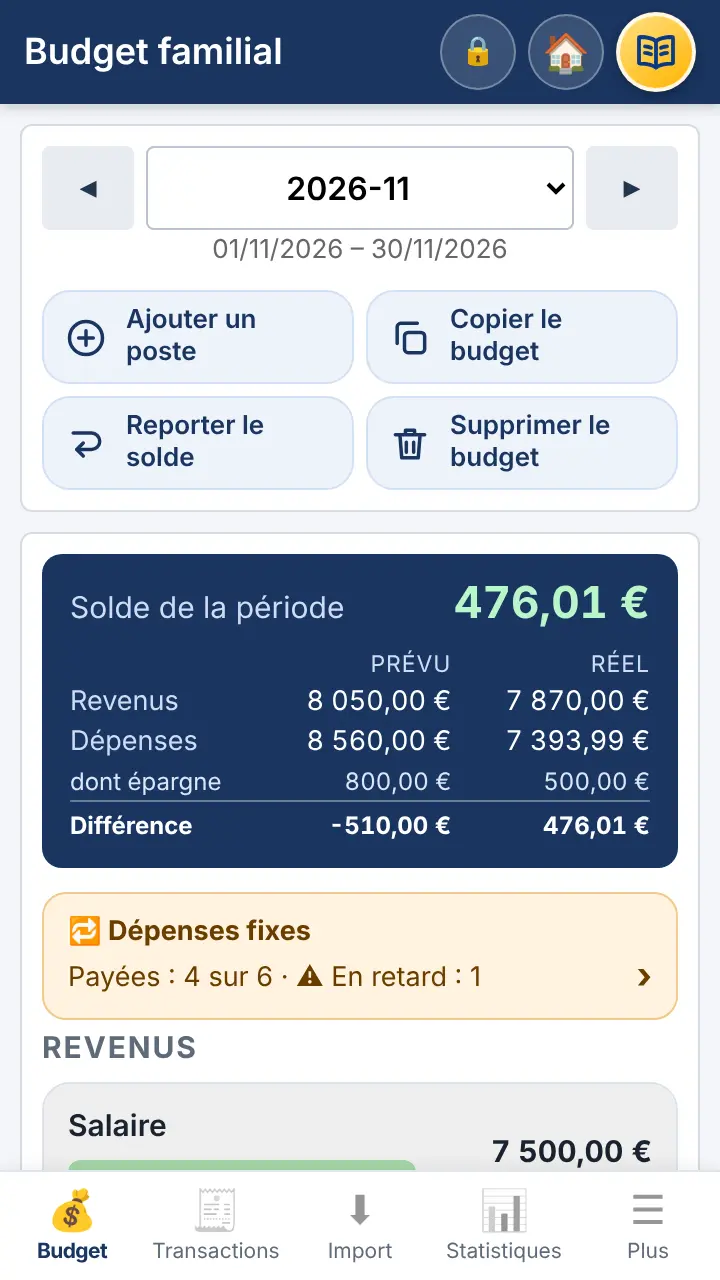 Budget familial
2026-11
01/11/2026 – 30/11/2026
Ajouter un
poste
Copier le
budget
Reporter le
solde
Supprimer le
budget
Solde de la période 476,01 €
PRÉVU RÉEL
Revenus 8 050,00 € 7 870,00 €
Dépenses 8 560,00 € 7 393,99 €
dont épargne 800,00 € 500,00 €
Différence -510,00 € 476,01 €
Dépenses fixes
Payées : 4 sur 6 · ⚠ En retard : 1
REVENUS
Salaire
7 500,00 €
Budget Transactions Import Statistiques Plus